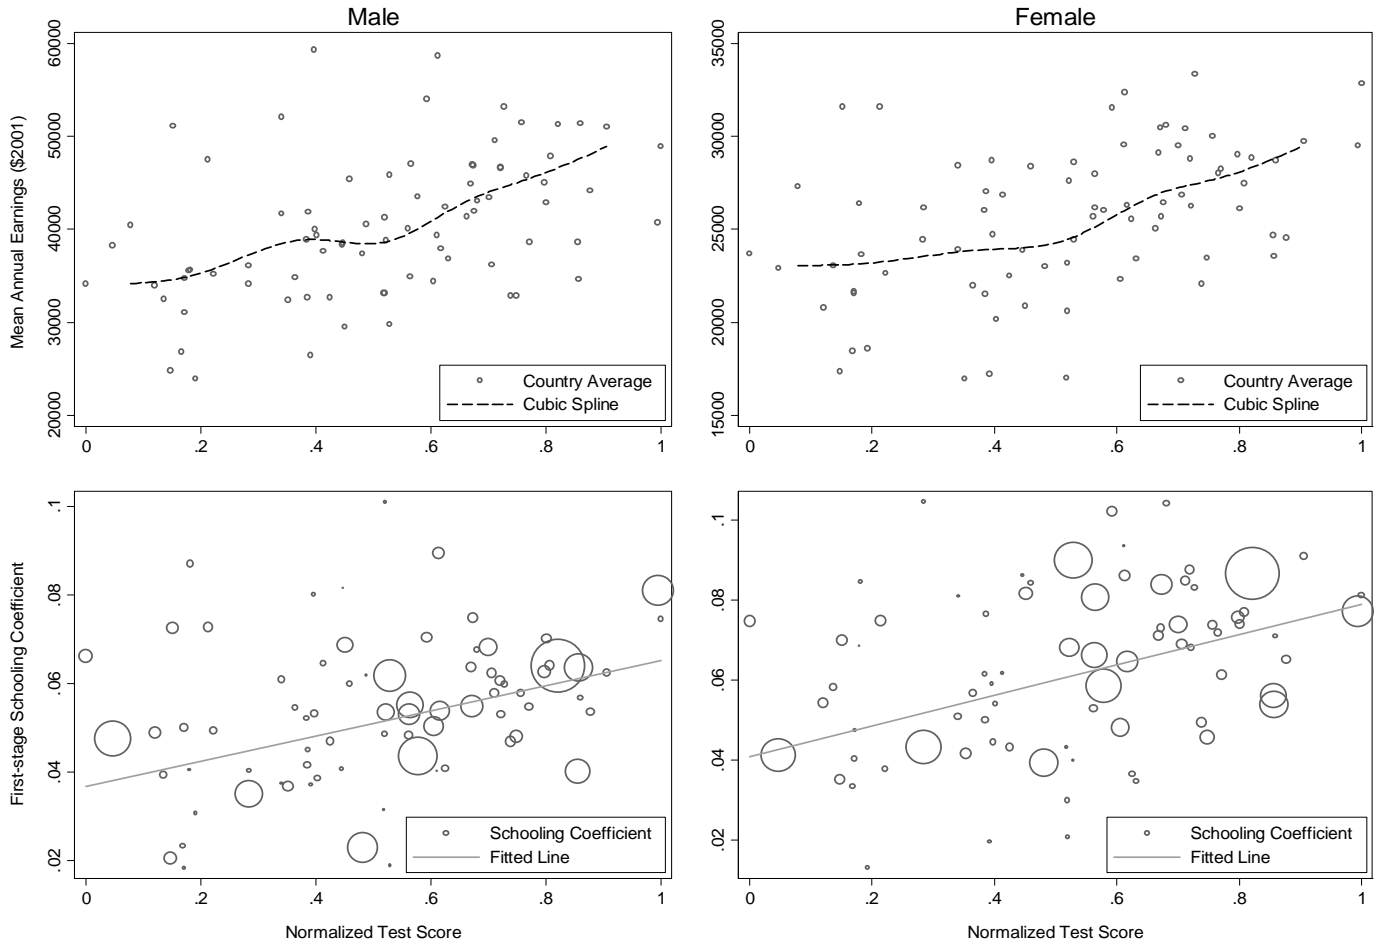 Male
Female
Mean Annual Earnings ($2001)
60000
50000
40000
30000
20000
Country Average
Cubic Spline
0 .2 .4 .6 .8 1
35000
30000
25000
20000
15000
Country Average
Cubic Spline
0 .2 .4 .6 .8 1
First-stage Schooling Coefficient
.1
.08
.06
.04
.02
Schooling Coefficient
Fitted Line
0 .2 .4 .6 .8 1
Normalized Test Score
.1
.08
.06
.04
.02
Schooling Coefficient
Fitted Line
0 .2 .4 .6 .8 1
Normalized Test Score